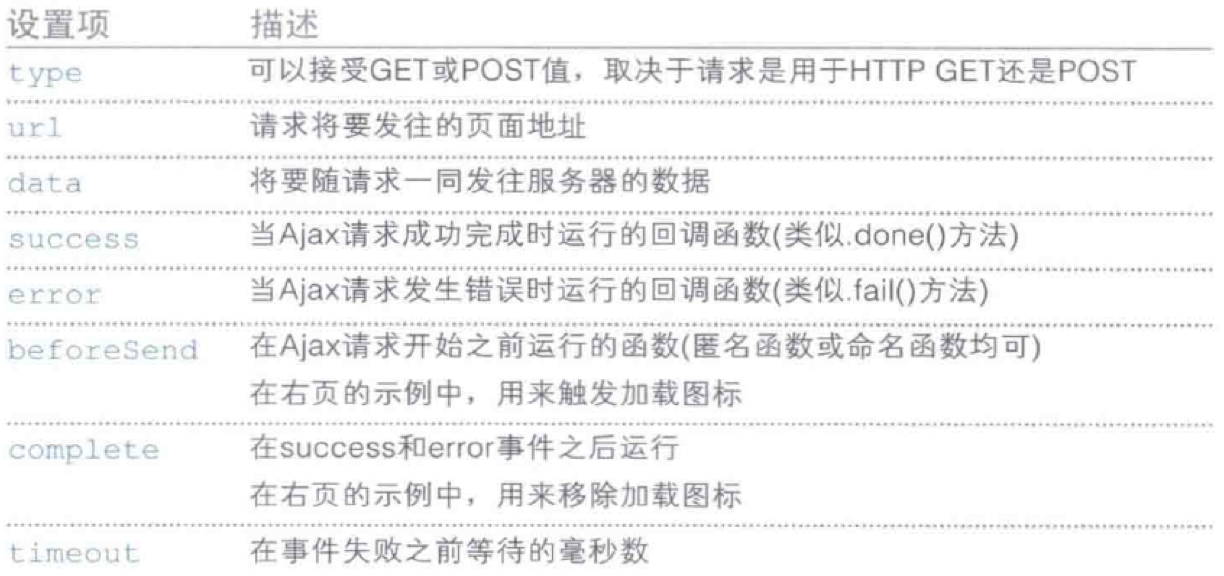 设置项 描述
type 可以接受GET或POST值，取决于请求是用于HTTP GET还是POST
url 请求将要发往的页面地址
data 将要随请求一同发往服务器的数据
success 当Ajax请求成功完成时运行的回调函数(类似.done()方法)
error 当Ajax请求发生错误时运行的回调函数(类似.fail()方法)
beforeSend 在Ajax请求开始之前运行的函数(匿名函数或命名函数均可)
在右页的示例中，用来触发加载图标
complete 在success和error事件之后运行
在右页的示例中，用来移除加载图标
timeout 在事件失败之前等待的毫秒数